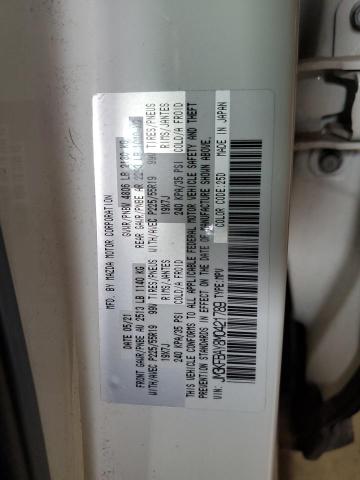 MFD. BY MAZDA MOTOR CORPORATION
DATE 05/21 GVWR/PNBV 4806 LB
FRONT GAWR/PNBE AV 2513 LB 1140 KG REAR GAWR/PNBE AR
WITH/AVEC P225/55R19 99V TIRES/PNEUS WITH/AVEC P225/55R19 99V TIRES/PNEUS
19X7J RIMS/JANTES 19X7J RIMS/JANTES
240 KPA/35 PSI COLD/A FROID 240 KPA/35 PSI COLD/A FROID
THIS VEHICLE CONFORMS TO ALL APPLICABLE FEDERAL MOTOR VEHICLE SAFETY AND THEFT
PREVENTION STANDARDS IN EFFECT ON THE DATE OF MANUFACTURE SHOWN ABOVE.
VIN: TYPE:MPV COLOR CODE:25D MADE IN JAPAN